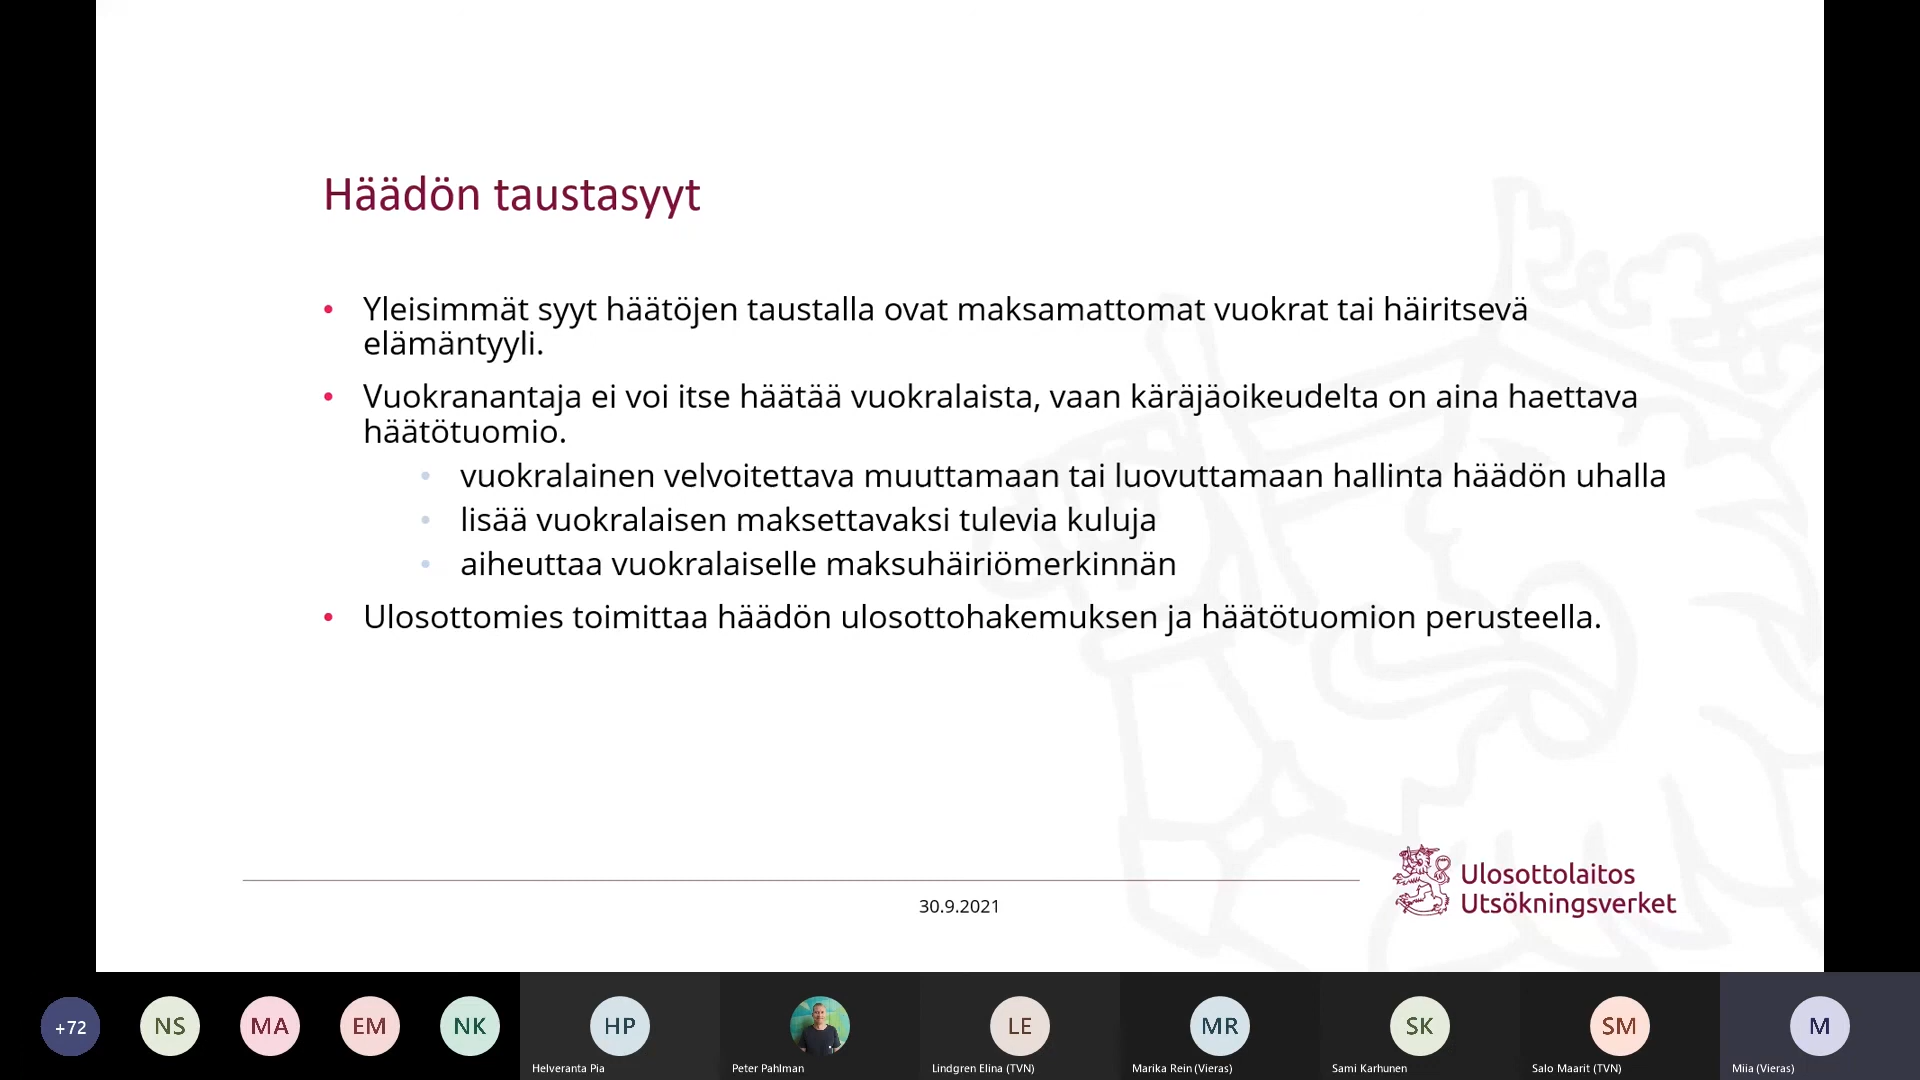 Häädön taustasyyt
• Yleisimmät syyt häätöjen taustalla ovat maksamattomat vuokrat tai häiritsevä
elämäntyyli.
• Vuokranantaja ei voi itse häätää vuokralaista, vaan käräjäoikeudelta on aina haettava
häätötuomio.
• vuokralainen velvoitettava muuttamaan tai luovuttamaan hallinta häädön uhalla
• lisää vuokralaisen maksettavaksi tulevia kuluja
• aiheuttaa vuokralaiselle maksuhäiriömerkinnän
• Ulosottomies toimittaa häädön ulosottohakemuksen ja häätötuomion perusteella.
Ulosottolaitos
Utsökningsverket
30.9.2021
+72 NS MA EM NK HP LE MR SK SM M
Helveranta Pia Peter Pahlman Lindgren Elina (TVN) Marika Rein (Vieras) Sami Karhunen Salo Maarit (TVN) Miia (Vieras)